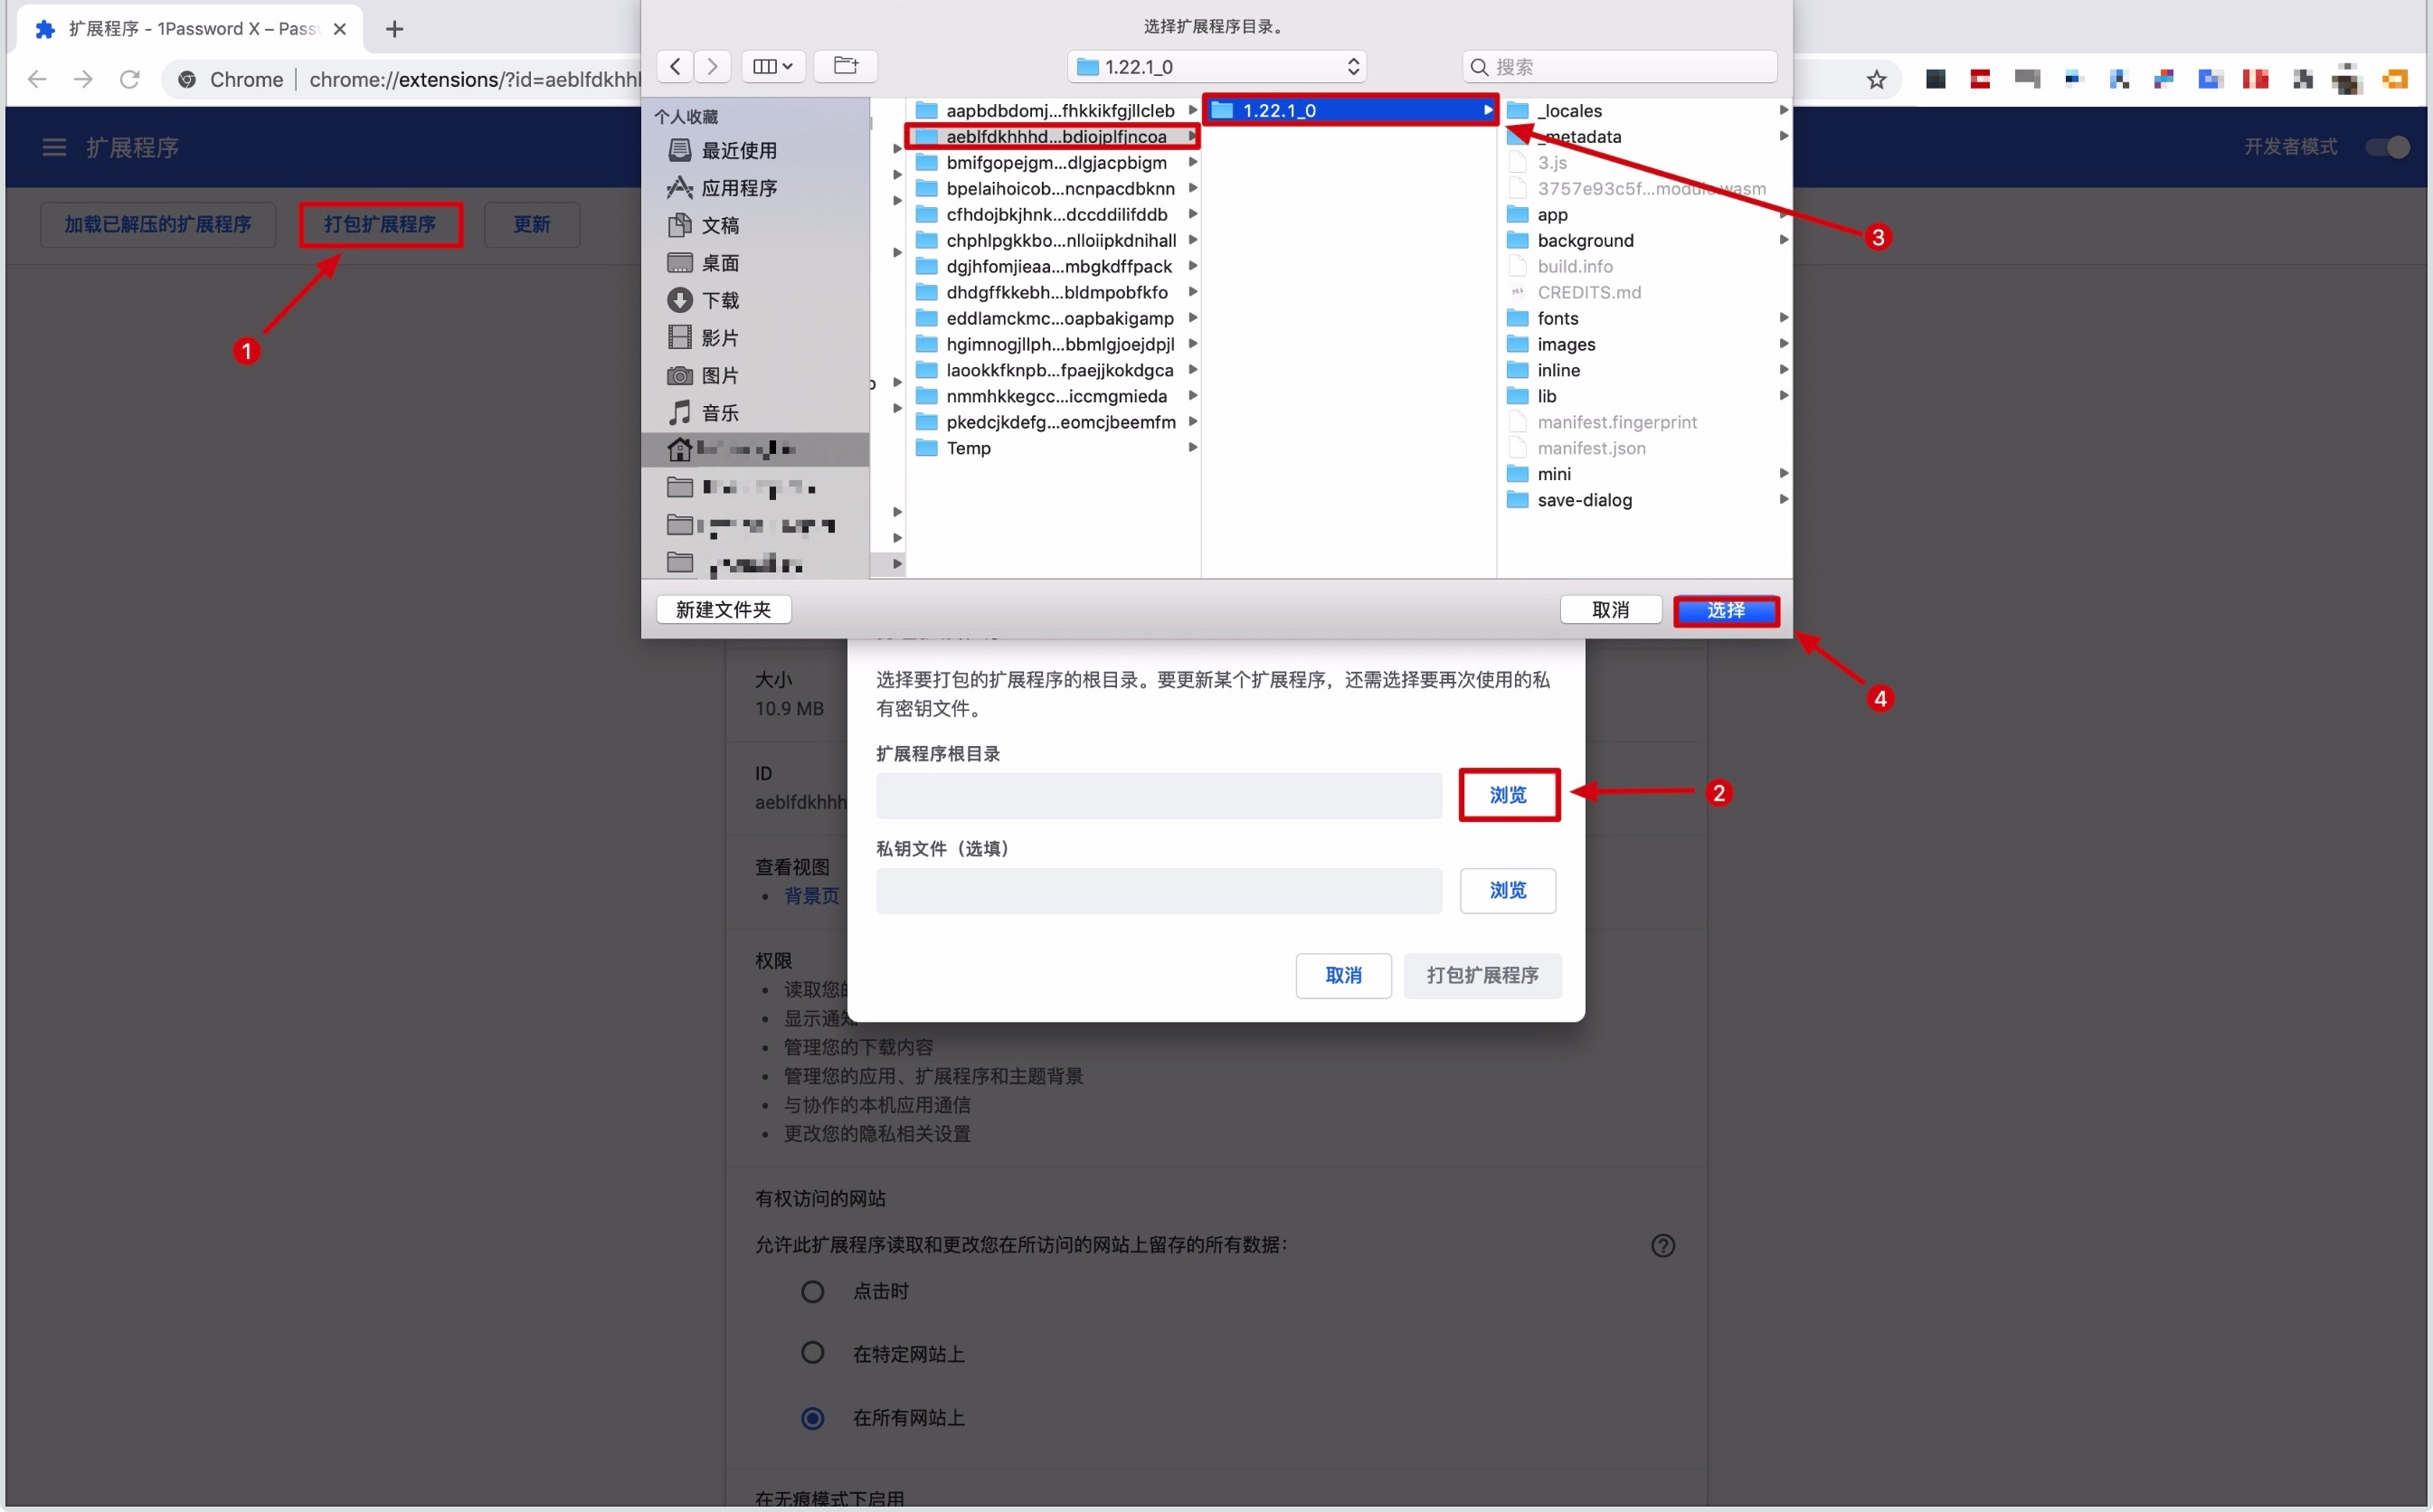 扩展程序 - 1Password X – Pass
选择扩展程序目录。
1.22.1_0
搜索
Chrome | chrome://extensions/?id=aeblfdkhhh
扩展程序
开发者模式
加载已解压的扩展程序
打包扩展程序
更新
1
个人收藏
最近使用
应用程序
文稿
桌面
下载
影片
图片
音乐
aapbdbdomj...fhkkikfgjllcleb
aeblfdkhhhd...bdiojplfjncoa
bmifgopejgm...dlgjacpbigm
bpelaihoicob...ncnpacdbknn
cfhdojbkjhnk...dccddilifddb
chphlpgkkbo...nlloiipkdnihall
dgjhfomjieaa...mbgkdffpack
dhdgffkkebh...bldmpobfkfo
eddlamckmc...oapbakigamp
hgimnogjllph...bbmlgjoejdpjl
laookkfknpb...fpaejjkokdgca
nmmhkkegcc...iccmgmieda
pkedcjkdefg...eomcjbeemfm
Temp
1.22.1_0
_locales
_metadata
3.js
3757e93c5f...module.wasm
app
background
build.info
CREDITS.md
fonts
images
inline
lib
manifest.fingerprint
manifest.json
mini
save-dialog
3
新建文件夹
取消
选择
4
选择要打包的扩展程序的根目录。要更新某个扩展程序，还需选择要再次使用的私
有密钥文件。
扩展程序根目录
浏览
2
私钥文件（选填）
浏览
取消
打包扩展程序
大小
10.9 MB
ID
aeblfdkhhh
查看视图
• 背景页
权限
• 读取您的
• 显示通知
• 管理您的下载内容
• 管理您的应用、扩展程序和主题背景
• 与协作的本机应用通信
• 更改您的隐私相关设置
有权访问的网站
允许此扩展程序读取和更改您在所访问的网站上留存的所有数据：
点击时
在特定网站上
在所有网站上
在无痕模式下启用